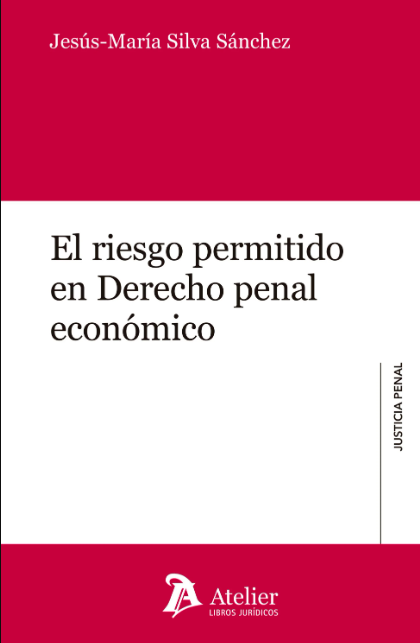 Jesús-María Silva Sánchez
El riesgo permitido
en Derecho penal
económico
JUSTICIA PENAL
Atelier
LIBROS JURÍDICOS